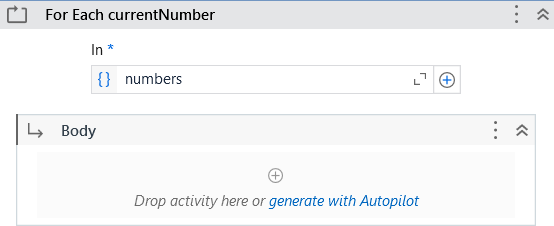 For Each currentNumber
In *
{} numbers
Body
Drop activity here or generate with Autopilot